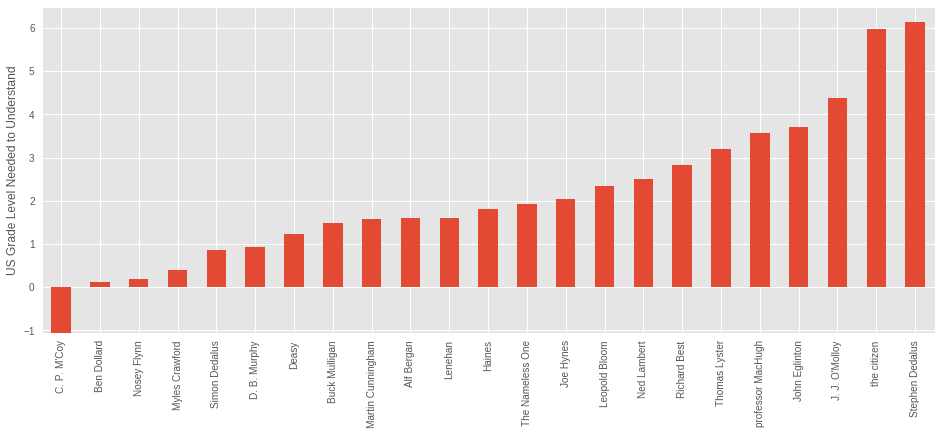 US Grade Level Needed to Understand
6
5
4
3
2
1
0
−1
C. P. M'Coy
Ben Dollard
Nosey Flynn
Myles Crawford
Simon Dedalus
D. B. Murphy
Deasy
Buck Mulligan
Martin Cunningham
Alf Bergan
Lenehan
Haines
The Nameless One
Joe Hynes
Leopold Bloom
Ned Lambert
Richard Best
Thomas Lyster
professor MacHugh
John Eglinton
J. J. O'Molloy
the citizen
Stephen Dedalus